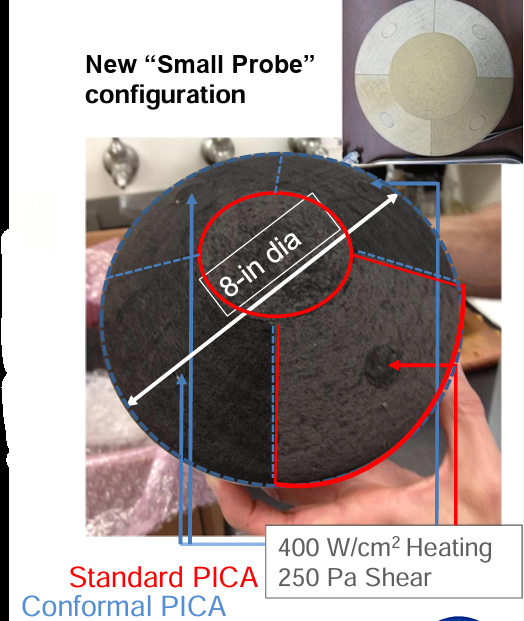 New “Small Probe”
configuration
8-in dia
400 W/cm² Heating
250 Pa Shear
Standard PICA
Conformal PICA